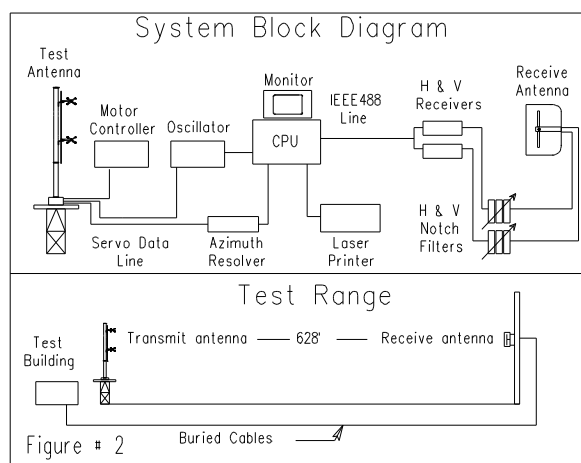 System Block Diagram
Test
Antenna
Motor
Controller
Oscillator
Monitor
CPU
IEEE488
Line
H & V
Receivers
Receive
Antenna
Servo Data
Line
Azimuth
Resolver
Laser
Printer
H & V
Notch
Filters
Test Range
Test
Building
Transmit antenna
628'
Receive antenna
Buried Cables
Figure # 2